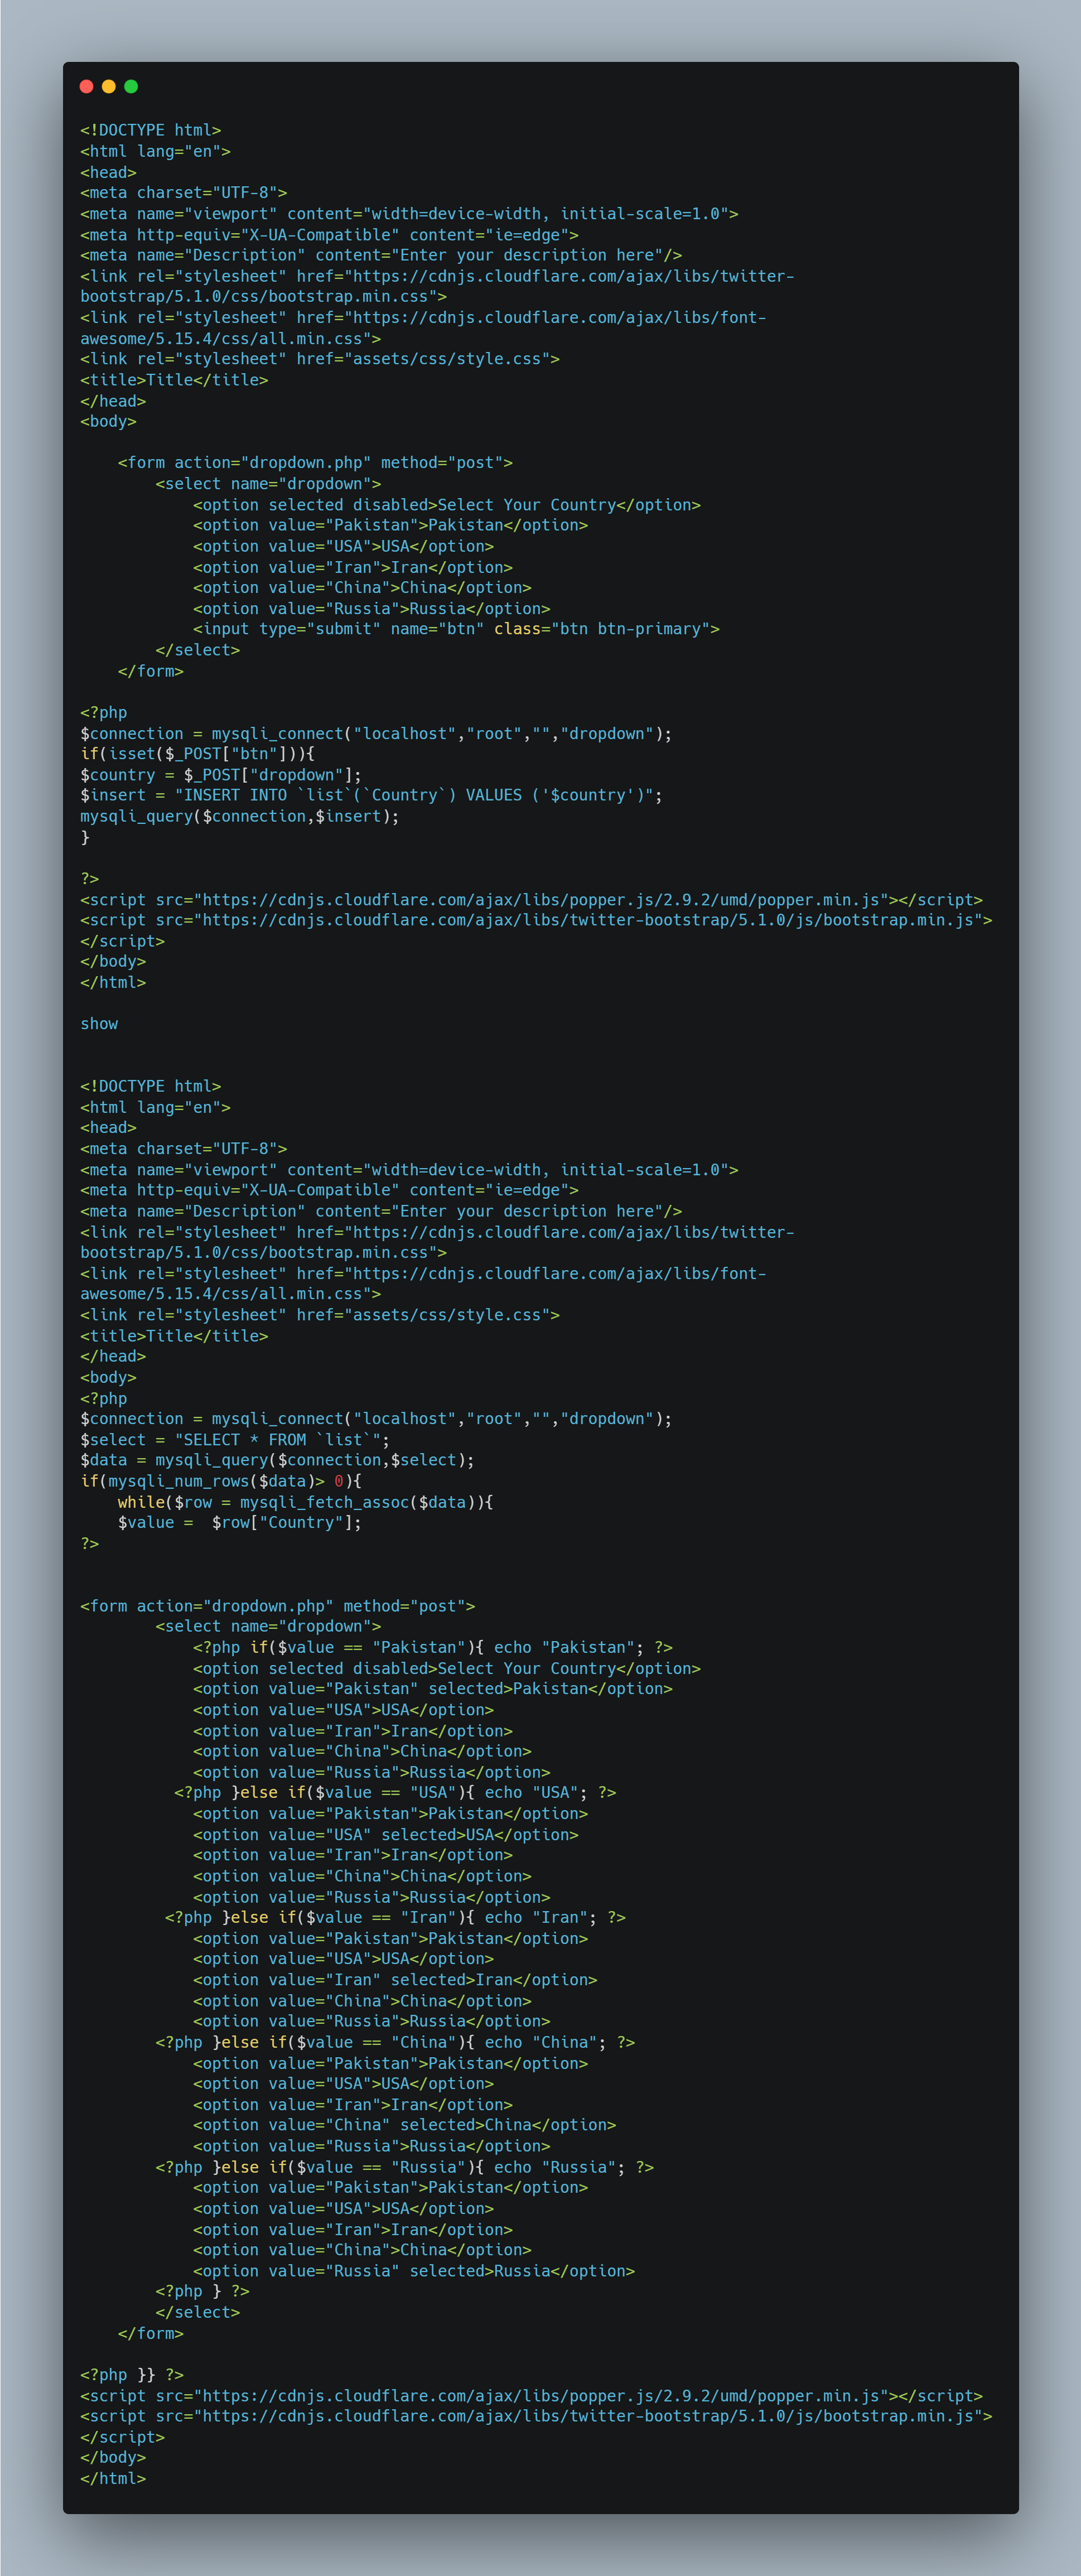 <!DOCTYPE html>
<html lang="en">
<head>
<meta charset="UTF-8">
<meta name="viewport" content="width=device-width, initial-scale=1.0">
<meta http-equiv="X-UA-Compatible" content="ie=edge">
<meta name="Description" content="Enter your description here"/>
<link rel="stylesheet" href="https://cdnjs.cloudflare.com/ajax/libs/twitter-
bootstrap/5.1.0/css/bootstrap.min.css">
<link rel="stylesheet" href="https://cdnjs.cloudflare.com/ajax/libs/font-
awesome/5.15.4/css/all.min.css">
<link rel="stylesheet" href="assets/css/style.css">
<title>Title</title>
</head>
<body>

    <form action="dropdown.php" method="post">
        <select name="dropdown">
            <option selected disabled>Select Your Country</option>
            <option value="Pakistan">Pakistan</option>
            <option value="USA">USA</option>
            <option value="Iran">Iran</option>
            <option value="China">China</option>
            <option value="Russia">Russia</option>
            <input type="submit" name="btn" class="btn btn-primary">
        </select>
    </form>

<?php
$connection = mysqli_connect("localhost","root","","dropdown");
if(isset($_POST["btn"])){
$country = $_POST["dropdown"];
$insert = "INSERT INTO `list`(`Country`) VALUES ('$country')";
mysqli_query($connection,$insert);
}

?>
<script src="https://cdnjs.cloudflare.com/ajax/libs/popper.js/2.9.2/umd/popper.min.js"></script>
<script src="https://cdnjs.cloudflare.com/ajax/libs/twitter-bootstrap/5.1.0/js/bootstrap.min.js">
</script>
</body>
</html>

show


<!DOCTYPE html>
<html lang="en">
<head>
<meta charset="UTF-8">
<meta name="viewport" content="width=device-width, initial-scale=1.0">
<meta http-equiv="X-UA-Compatible" content="ie=edge">
<meta name="Description" content="Enter your description here"/>
<link rel="stylesheet" href="https://cdnjs.cloudflare.com/ajax/libs/twitter-
bootstrap/5.1.0/css/bootstrap.min.css">
<link rel="stylesheet" href="https://cdnjs.cloudflare.com/ajax/libs/font-
awesome/5.15.4/css/all.min.css">
<link rel="stylesheet" href="assets/css/style.css">
<title>Title</title>
</head>
<body>
<?php
$connection = mysqli_connect("localhost","root","","dropdown");
$select = "SELECT * FROM `list`";
$data = mysqli_query($connection,$select);
if(mysqli_num_rows($data)> 0){
    while($row = mysqli_fetch_assoc($data)){
    $value =  $row["Country"];
?>


<form action="dropdown.php" method="post">
        <select name="dropdown">
            <?php if($value == "Pakistan"){ echo "Pakistan"; ?>
            <option selected disabled>Select Your Country</option>
            <option value="Pakistan" selected>Pakistan</option>
            <option value="USA">USA</option>
            <option value="Iran">Iran</option>
            <option value="China">China</option>
            <option value="Russia">Russia</option>
          <?php }else if($value == "USA"){ echo "USA"; ?>
            <option value="Pakistan">Pakistan</option>
            <option value="USA" selected>USA</option>
            <option value="Iran">Iran</option>
            <option value="China">China</option>
            <option value="Russia">Russia</option>
         <?php }else if($value == "Iran"){ echo "Iran"; ?>
            <option value="Pakistan">Pakistan</option>
            <option value="USA">USA</option>
            <option value="Iran" selected>Iran</option>
            <option value="China">China</option>
            <option value="Russia">Russia</option>
        <?php }else if($value == "China"){ echo "China"; ?>
            <option value="Pakistan">Pakistan</option>
            <option value="USA">USA</option>
            <option value="Iran">Iran</option>
            <option value="China" selected>China</option>
            <option value="Russia">Russia</option>
        <?php }else if($value == "Russia"){ echo "Russia"; ?>
            <option value="Pakistan">Pakistan</option>
            <option value="USA">USA</option>
            <option value="Iran">Iran</option>
            <option value="China">China</option>
            <option value="Russia" selected>Russia</option>
        <?php } ?>
        </select>
    </form>

<?php }} ?>
<script src="https://cdnjs.cloudflare.com/ajax/libs/popper.js/2.9.2/umd/popper.min.js"></script>
<script src="https://cdnjs.cloudflare.com/ajax/libs/twitter-bootstrap/5.1.0/js/bootstrap.min.js">
</script>
</body>
</html>